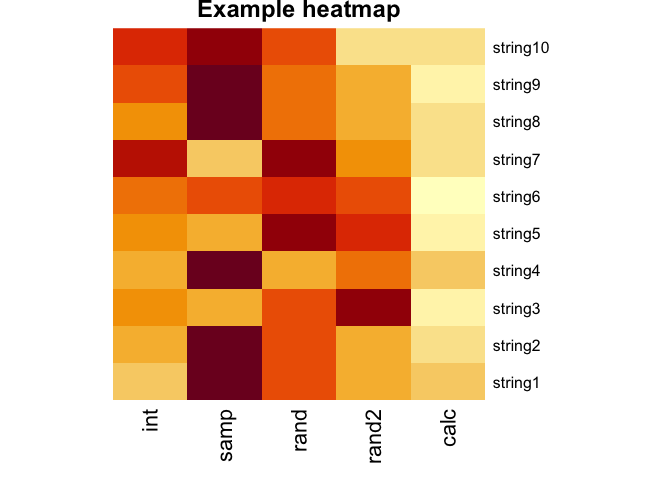 Example heatmap
string10
string9
string8
string7
string6
string5
string4
string3
string2
string1
int
samp
rand
rand2
calc